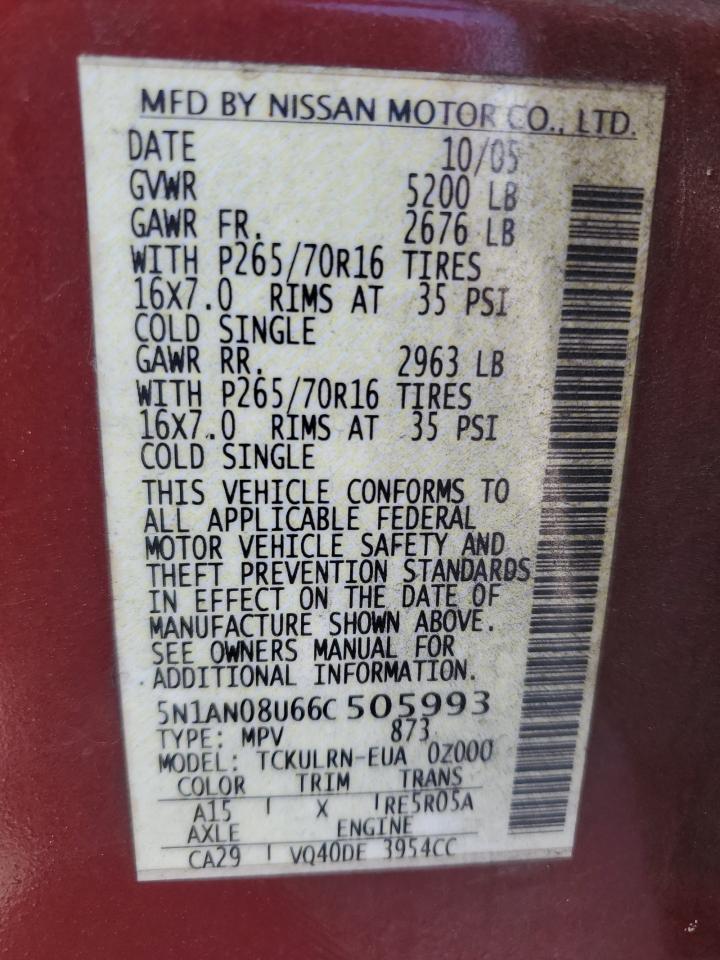 MFD BY NISSAN MOTOR CO., LTD.
DATE 10/05
GVWR 5200 LB
GAWR FR. 2676 LB
WITH P265/70R16 TIRES
16X7.0 RIMS AT 35 PSI
COLD SINGLE
GAWR RR. 2963 LB
WITH P265/70R16 TIRES
16X7.0 RIMS AT 35 PSI
COLD SINGLE
THIS VEHICLE CONFORMS TO
ALL APPLICABLE FEDERAL
MOTOR VEHICLE SAFETY AND
THEFT PREVENTION STANDARDS
IN EFFECT ON THE DATE OF
MANUFACTURE SHOWN ABOVE.
SEE OWNERS MANUAL FOR
ADDITIONAL INFORMATION.
5N1AN08U66C505993
TYPE: MPV 873
MODEL: TCKULRN-EUA 0Z000
COLOR TRIM TRANS
A15 X RE5R05A
AXLE ENGINE
CA29 VQ40DE 3954CC